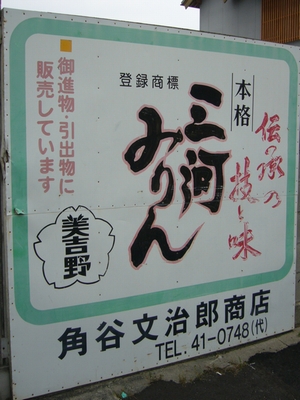 本格
登録商標
三河
みりん
伝承の
技と味
御進物・引出物に
販売しています
美吉野
角谷文治郎商店
TEL. 41-0748(代)